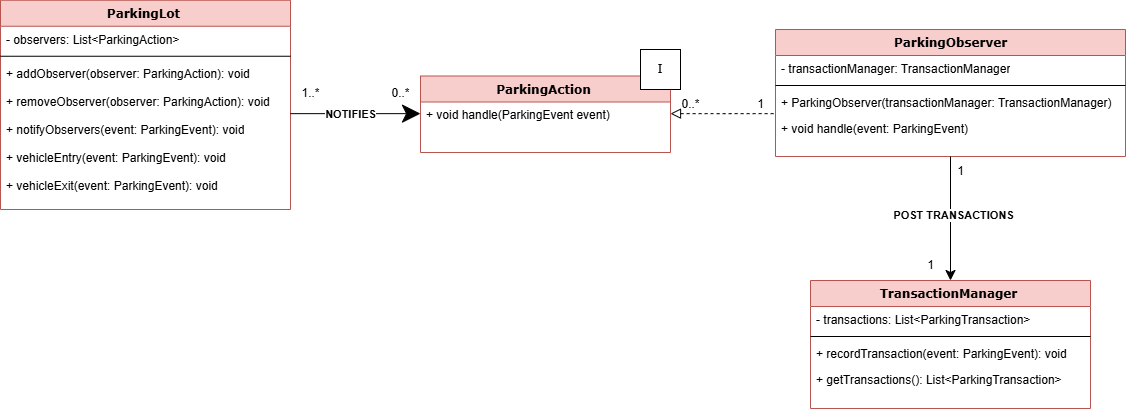 ParkingLot
- observers: List<ParkingAction>
+ addObserver(observer: ParkingAction): void
+ removeObserver(observer: ParkingAction): void
+ notifyObservers(event: ParkingEvent): void
+ vehicleEntry(event: ParkingEvent): void
+ vehicleExit(event: ParkingEvent): void
1..*
0..*
NOTIFIES
I
ParkingAction
+ void handle(ParkingEvent event)
0..*
1
ParkingObserver
- transactionManager: TransactionManager
+ ParkingObserver(transactionManager: TransactionManager)
+ void handle(event: ParkingEvent)
1
POST TRANSACTIONS
1
TransactionManager
- transactions: List<ParkingTransaction>
+ recordTransaction(event: ParkingEvent): void
+ getTransactions(): List<ParkingTransaction>